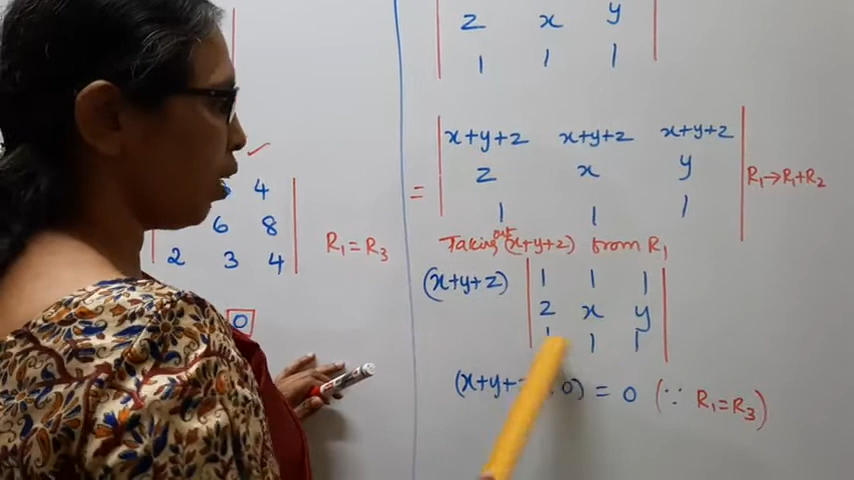 z x y
1 1 1
4
6 8
2 3 4
R₁=R₃
0
x+y+z x+y+z x+y+z
= z x y R₁→R₁+R₂
1 1 1
Taking out (x+y+z) from R₁
(x+y+z) 1 1 1
z x y
1 1 1
(x+y+ 0) = 0 (∵ R₁=R₃)